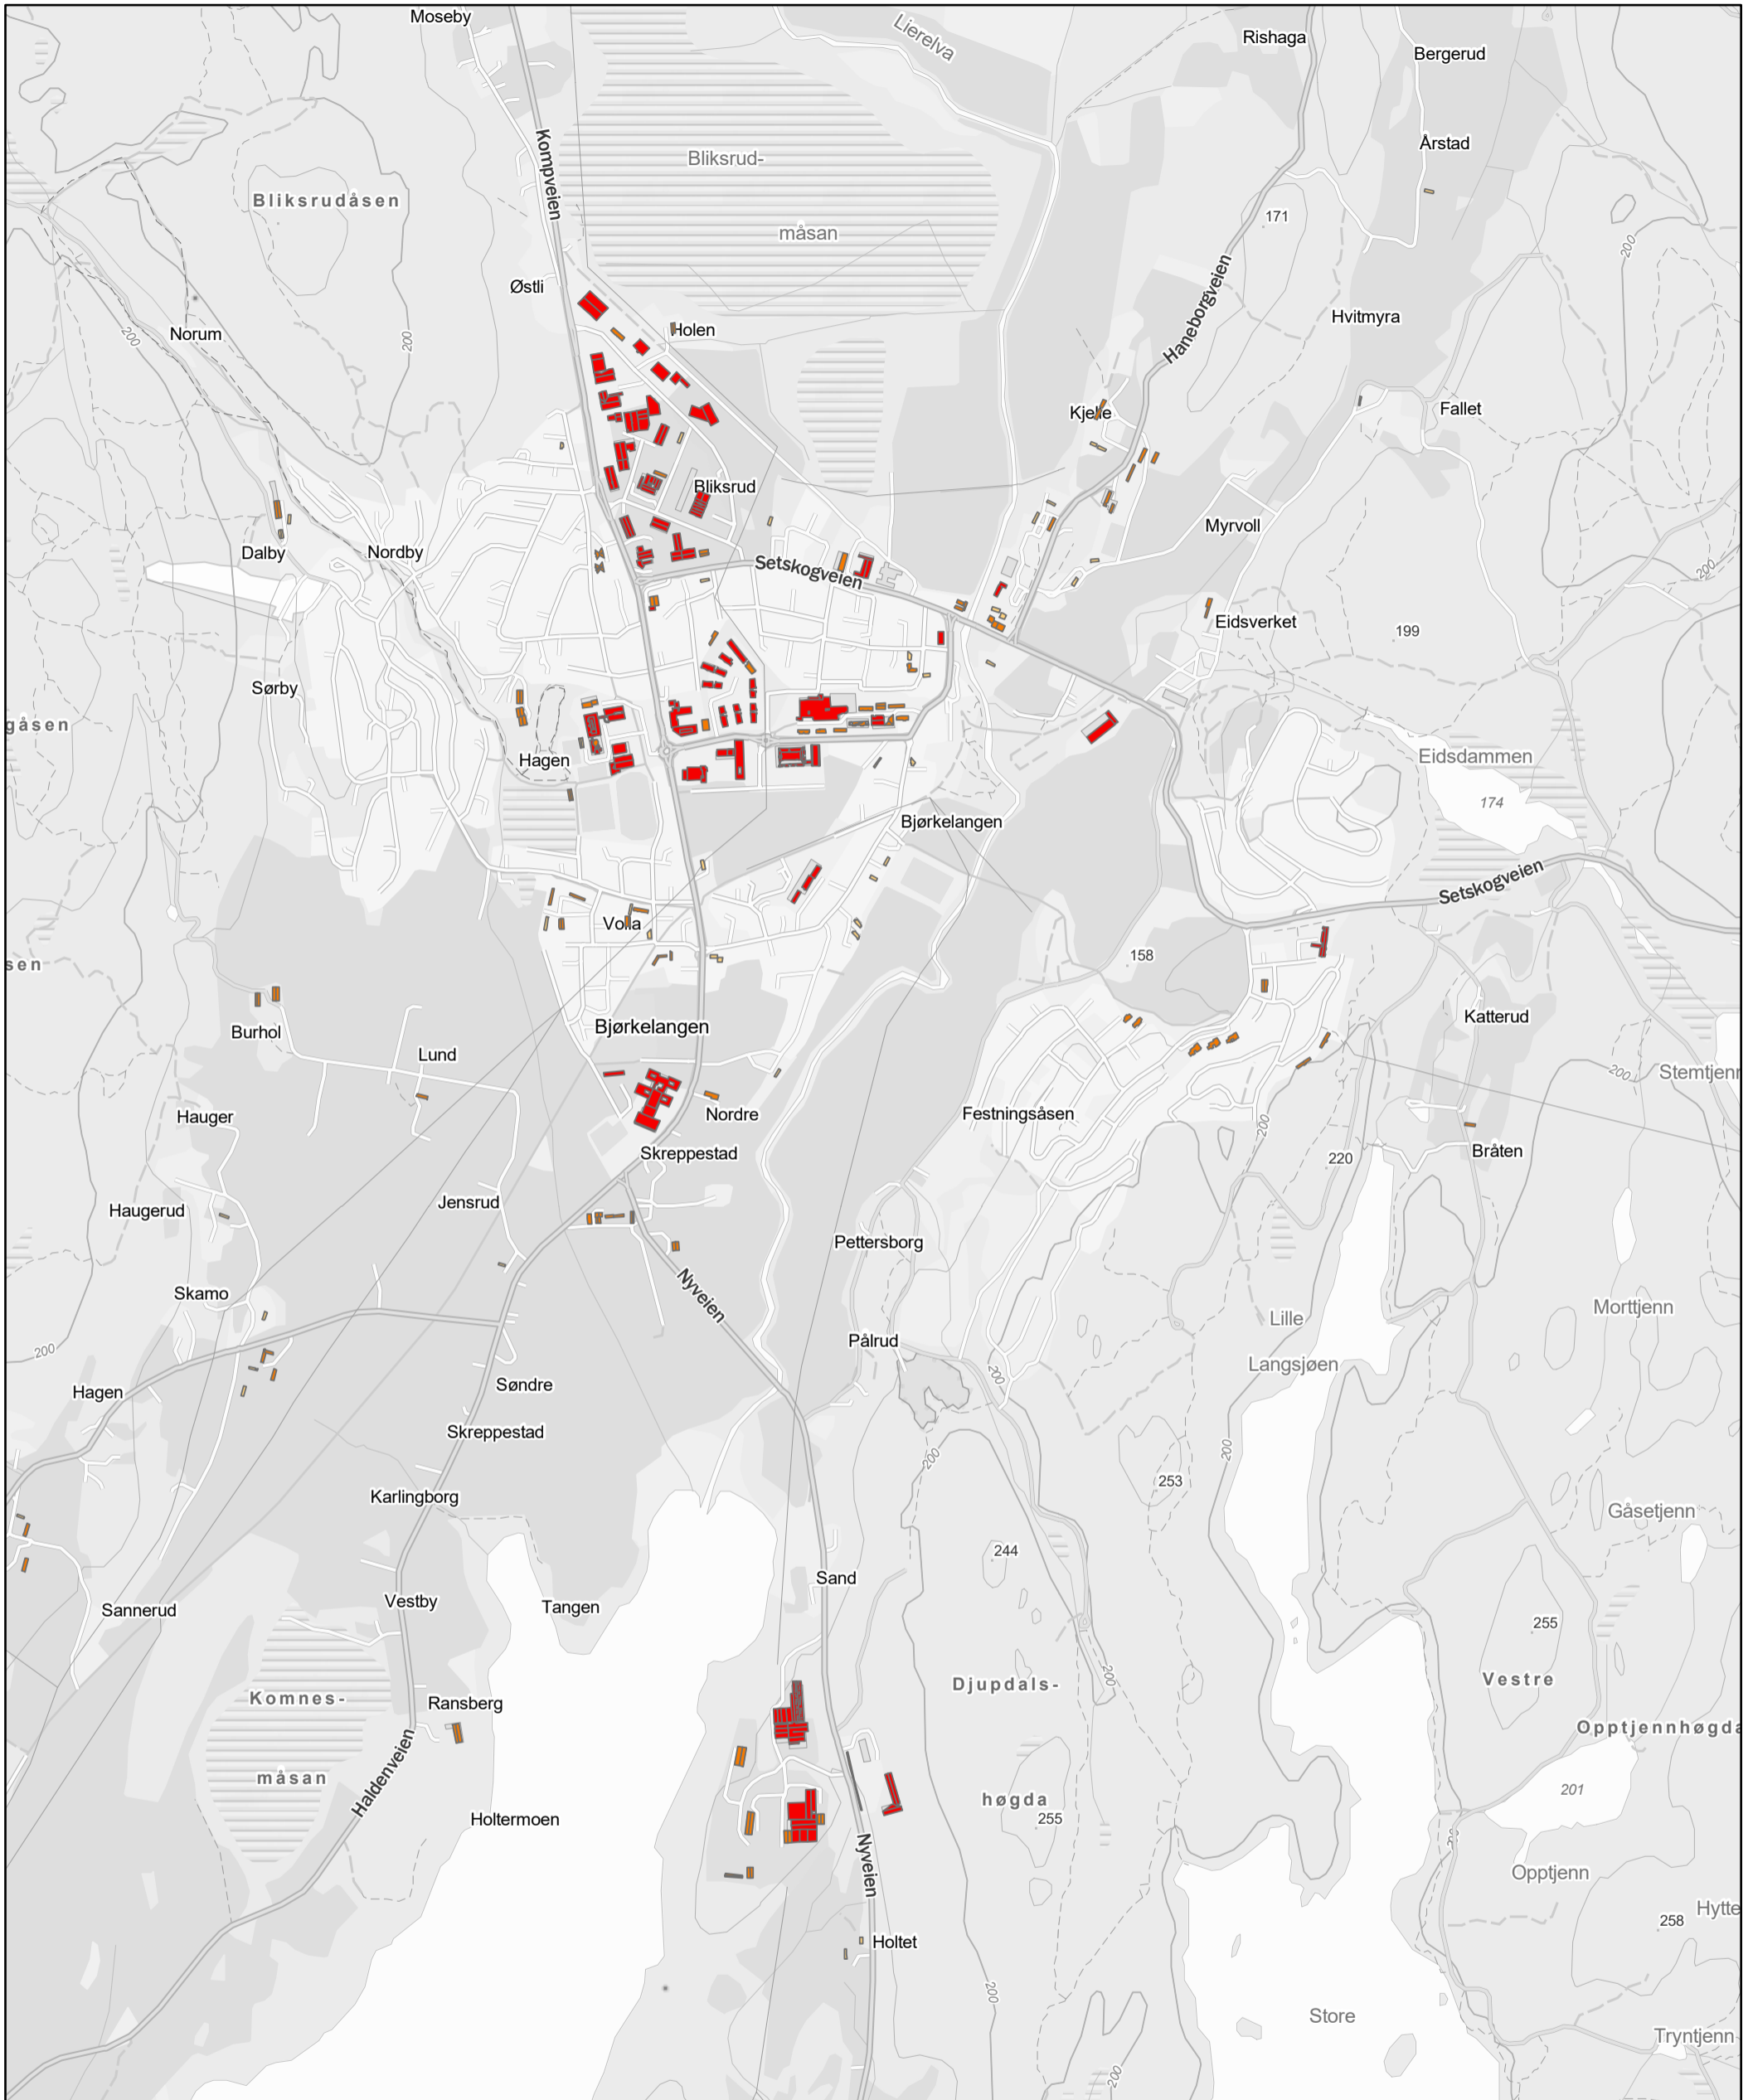 Moseby
Lierelva
Rishaga
Bergerud
Kompveien
Årstad
Bliksrud-
Bliksrudåsen
171
måsan
200
Østli
Haneborgveien
Hvitmyra
Holen
Norum
200
200
Kjelle
Fallet
Bliksrud
Myrvoll
Dalby
Nordby
Setskogveien
200
Eidsverket
199
Sørby
gåsen
Hagen
Eidsdammen
174
Bjørkelangen
Setskogveien
Volla
158
sen
Katterud
Burhol
Bjørkelangen
Lund
200
Stemtjenn
Hauger
Nordre
Festningsåsen
200
Skreppestad
Bråten
220
Jensrud
Haugerud
Pettersborg
Skamo
Nyveien
Morttjenn
Lille
Pålrud
200
Langsjøen
200
Hagen
Søndre
Skreppestad
200
200
253
Karlingborg
Gåsetjenn
244
Sand
Vestby
Tangen
Sannerud
255
200
Vestre
Djupdals-
Komnes-
Ransberg
Opptjennhøgda
måsan
Haldenveien
201
høgda
Holtermoen
255
200
Nyveien
Opptjenn
Hytte
258
Holtet
200
Store
Tryntjenn
200